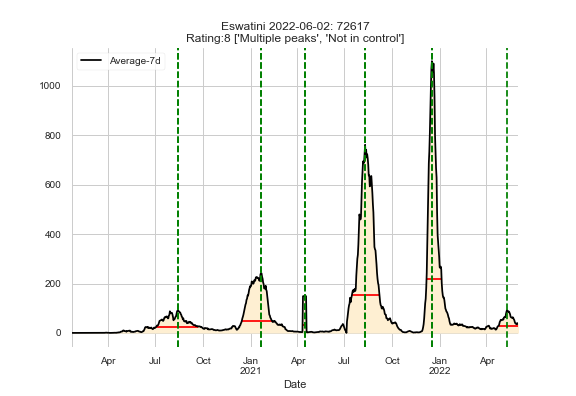 Eswatini 2022-06-02: 72617
Rating:8 ['Multiple peaks', 'Not in control']
Average-7d
1000
800
600
400
200
0
Apr Jul Oct Jan Apr Jul Oct Jan Apr
2021 2022
Date